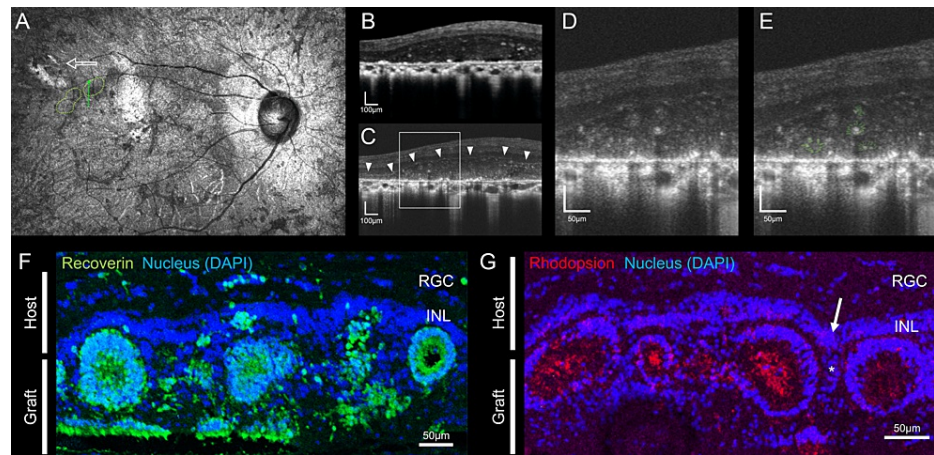 A
B
100μm
C
100μm
D
50μm
E
50μm
F
Recoverin Nucleus (DAPI)
Host
Graft
RGC
INL
50μm
G
Rhodopsion Nucleus (DAPI)
Host
Graft
RGC
INL
*
50μm